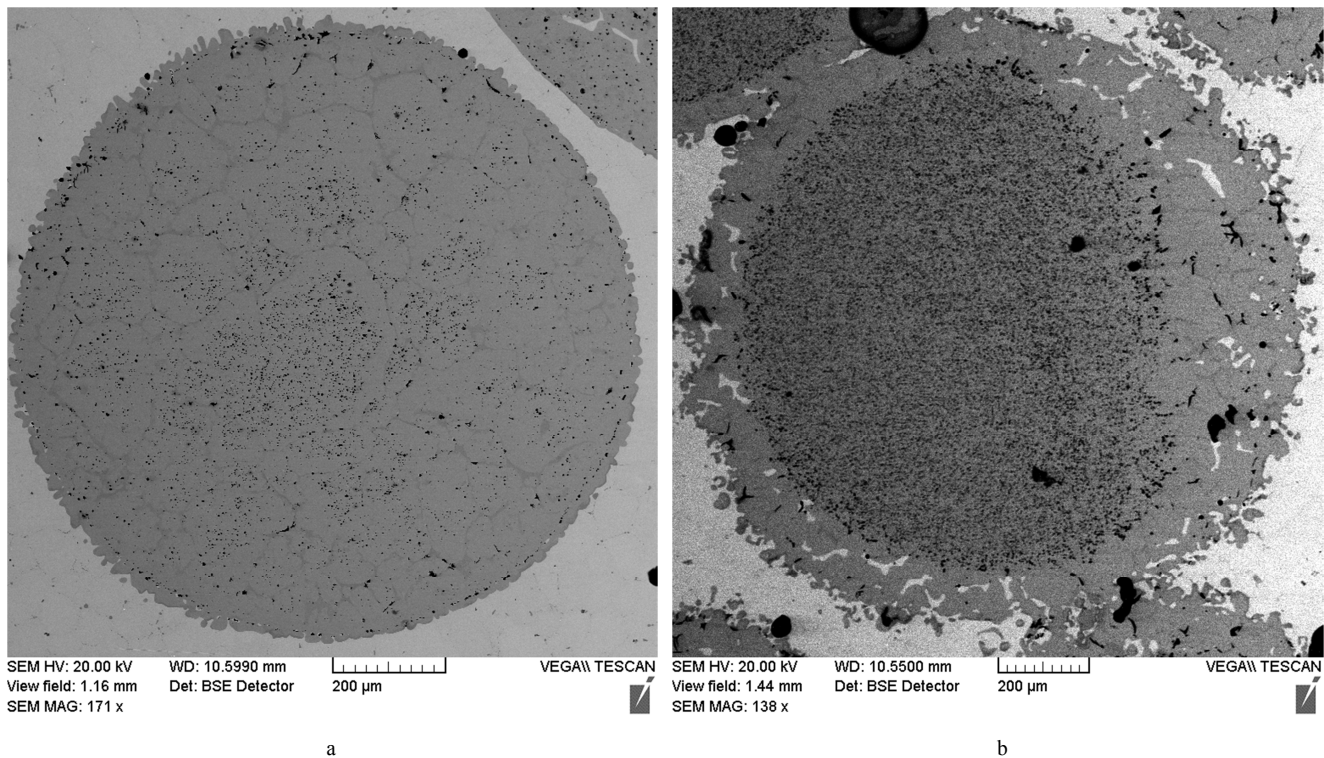 SEM HV: 20.00 kV WD: 10.5990 mm VEGA\\ TESCAN
View field: 1.16 mm Det: BSE Detector 200 µm
SEM MAG: 171 x
a
SEM HV: 20.00 kV WD: 10.5500 mm VEGA\\ TESCAN
View field: 1.44 mm Det: BSE Detector 200 µm
SEM MAG: 138 x
b